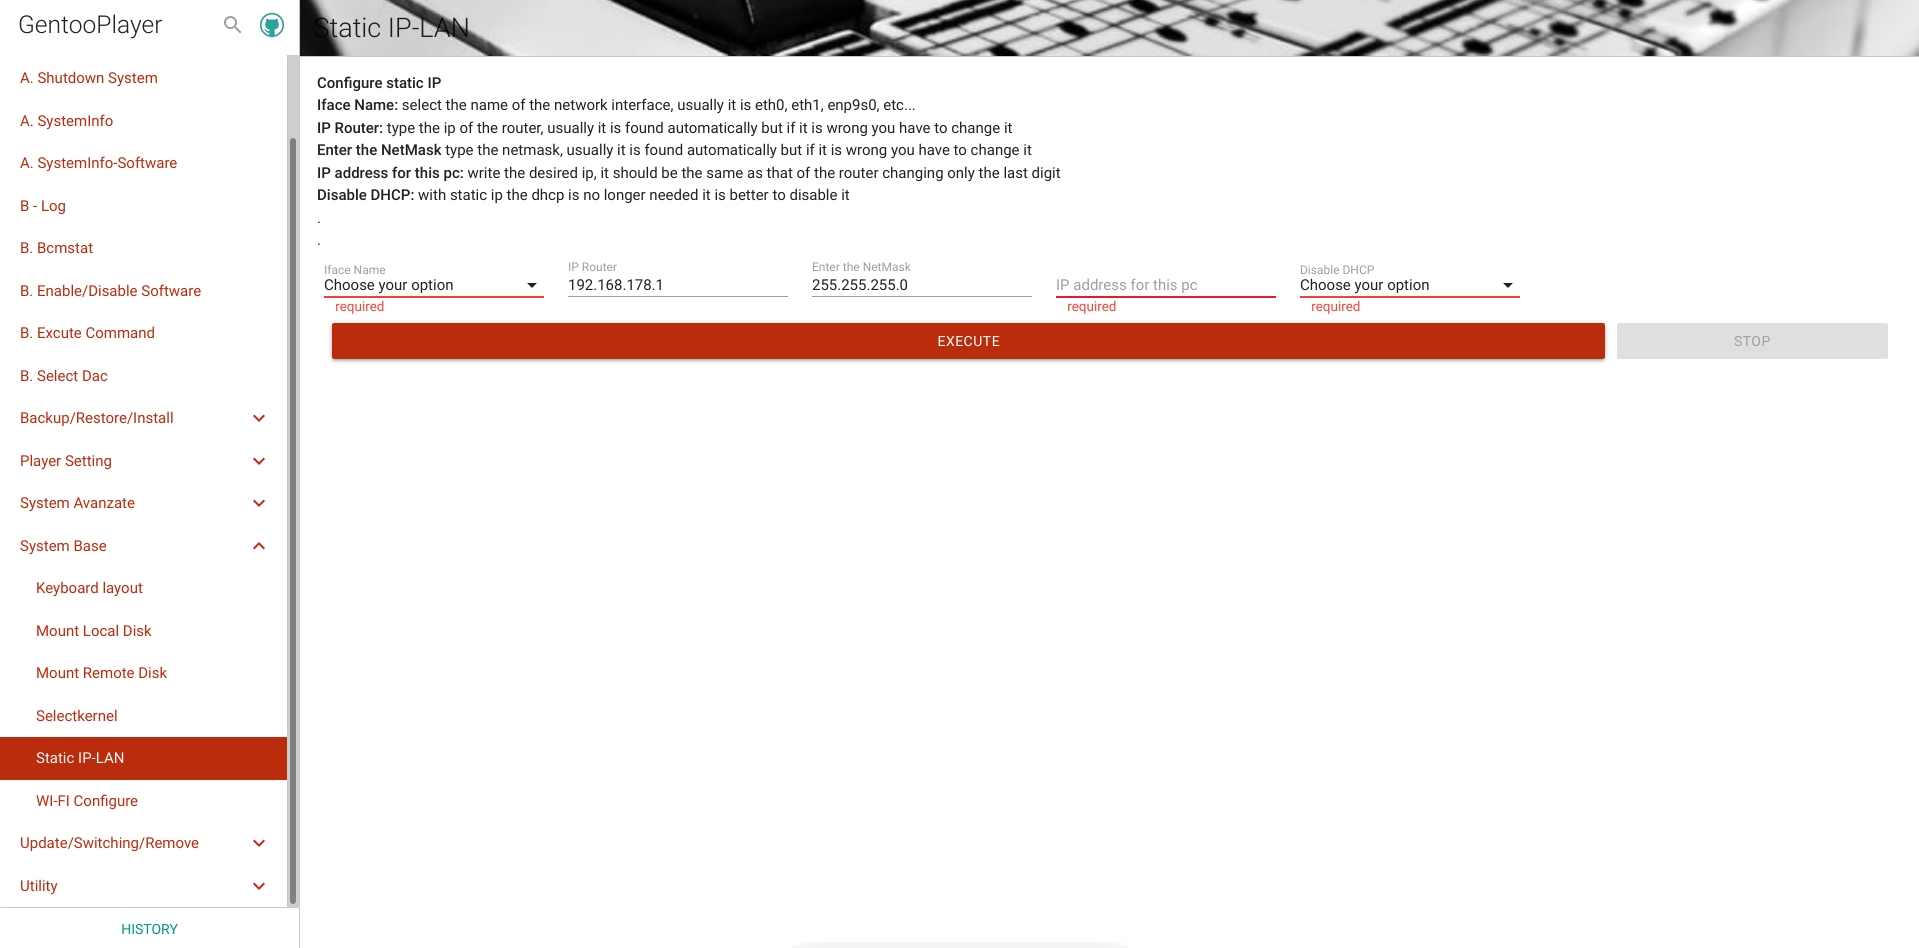 GentooPlayer
Static IP-LAN
A. Shutdown System
A. SystemInfo
A. SystemInfo-Software
B - Log
B. Bcmstat
B. Enable/Disable Software
B. Excute Command
B. Select Dac
Backup/Restore/Install
Player Setting
System Avanzate
System Base
Keyboard layout
Mount Local Disk
Mount Remote Disk
Selectkernel
Static IP-LAN
WI-FI Configure
Update/Switching/Remove
Utility
HISTORY
Configure static IP
Iface Name: select the name of the network interface, usually it is eth0, eth1, enp9s0, etc...
IP Router: type the ip of the router, usually it is found automatically but if it is wrong you have to change it
Enter the NetMask type the netmask, usually it is found automatically but if it is wrong you have to change it
IP address for this pc: write the desired ip, it should be the same as that of the router changing only the last digit
Disable DHCP: with static ip the dhcp is no longer needed it is better to disable it
.
.
Iface Name IP Router Enter the NetMask Disable DHCP
Choose your option 192.168.178.1 255.255.255.0 IP address for this pc Choose your option
required required required
EXECUTE STOP